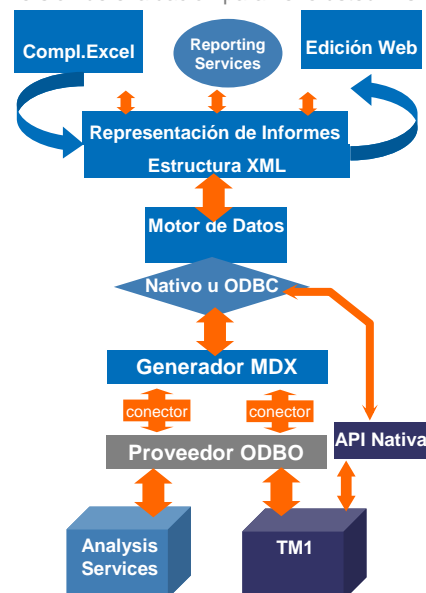 Compl.Excel
Reporting
Services
Edición Web
Representación de Informes
Estructura XML
Motor de Datos
Nativo u ODBC
Generador MDX
conector
conector
Proveedor ODBO
API Nativa
Analysis
Services
TM1